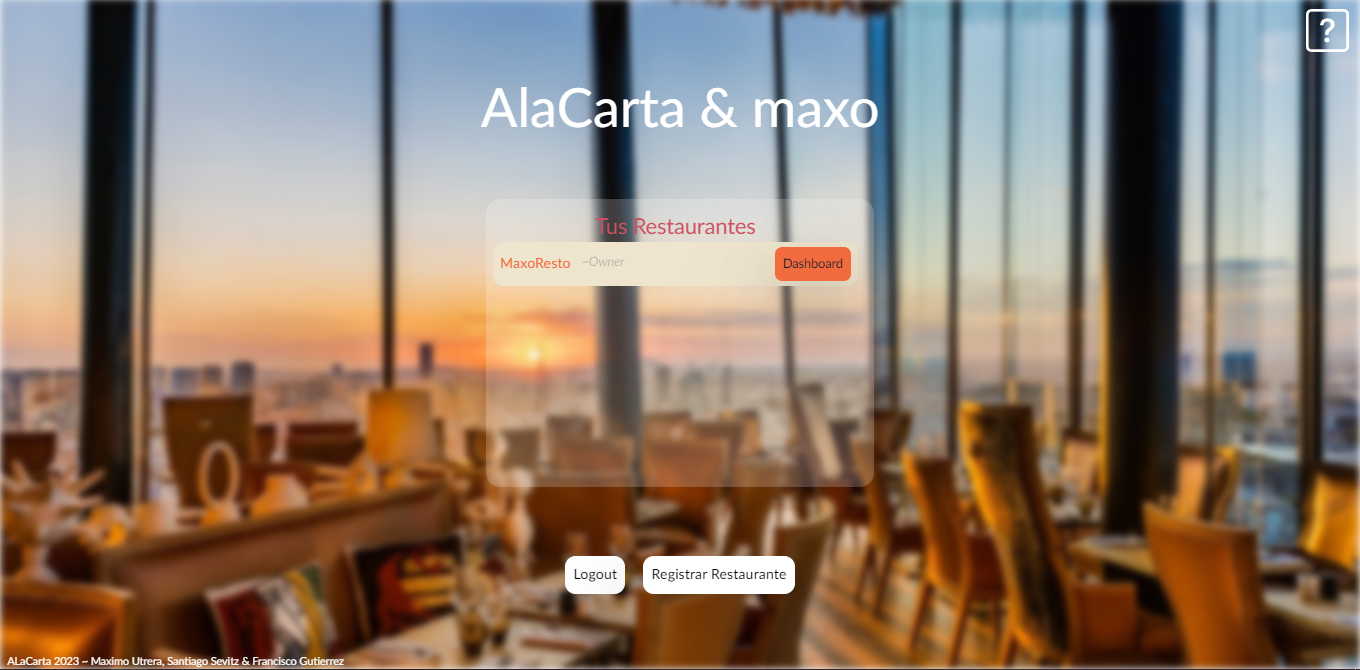 ?
AlaCarta & maxo
Tus Restaurantes
MaxoResto ~Owner Dashboard
Logout Registrar Restaurante
ALaCarta 2023 ~ Maximo Utrera, Santiago Sevitz & Francisco Gutierrez